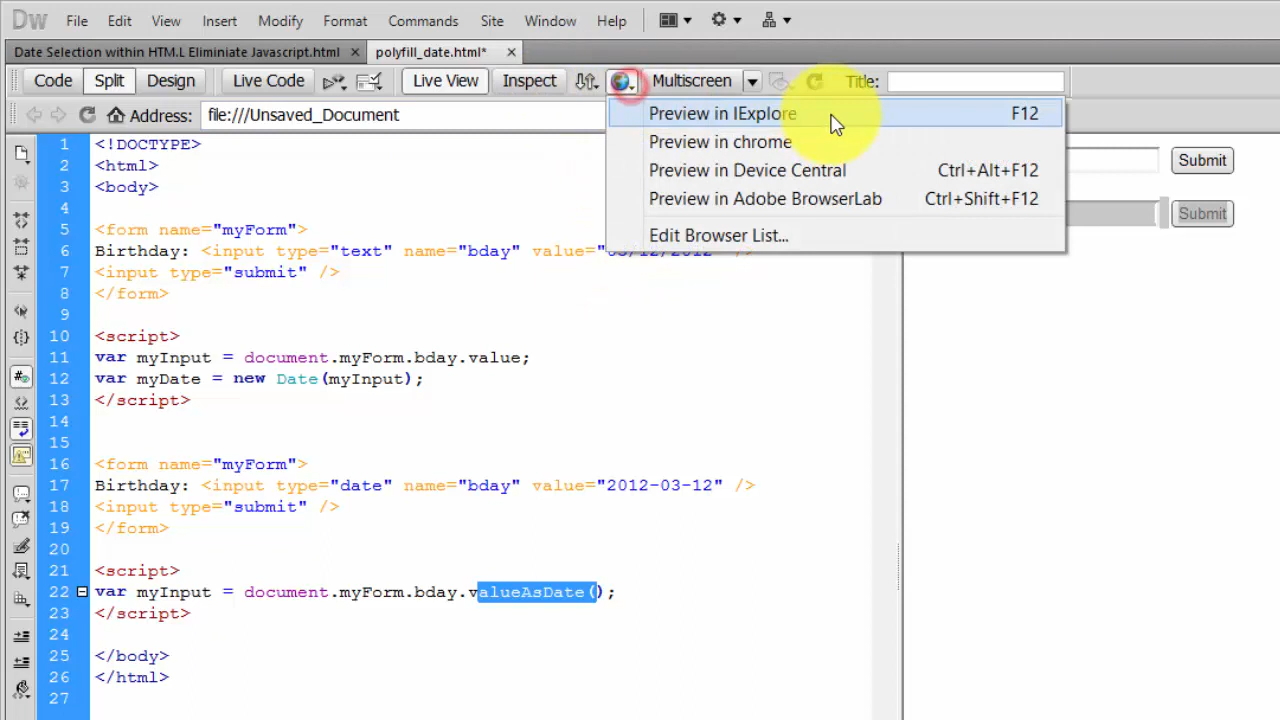 Dw File Edit View Insert Modify Format Commands Site Window Help
Date Selection within HTM.L Eliminiate Javascript.html × polyfill_date.html* ×
Code Split Design Live Code Live View Inspect Multiscreen Title:
Address: file:///Unsaved_Document
Preview in IExplore F12
Preview in chrome
Preview in Device Central Ctrl+Alt+F12
Preview in Adobe BrowserLab Ctrl+Shift+F12
Edit Browser List...
Submit
Submit
1 <!DOCTYPE>
2 <html>
3 <body>
4
5 <form name="myForm">
6 Birthday: <input type="text" name="bday" value="03/12/2012" />
7 <input type="submit" />
8 </form>
9
10 <script>
11 var myInput = document.myForm.bday.value;
12 var myDate = new Date(myInput);
13 </script>
14
15
16 <form name="myForm">
17 Birthday: <input type="date" name="bday" value="2012-03-12" />
18 <input type="submit" />
19 </form>
20
21 <script>
22 var myInput = document.myForm.bday.valueAsDate();
23 </script>
24
25 </body>
26 </html>
27